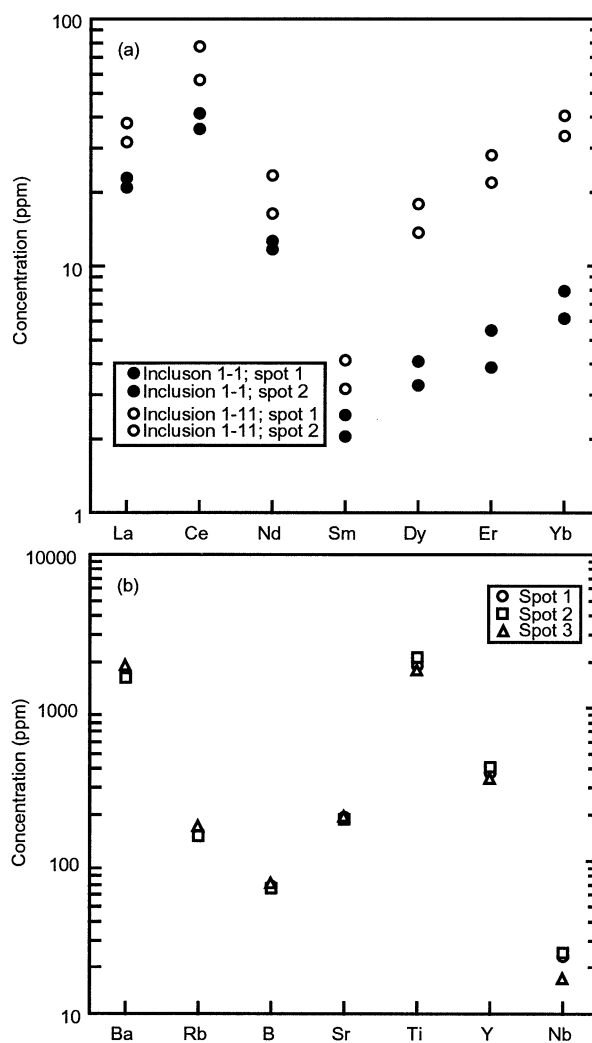 100
(a)
Concentration (ppm)
10
Incluson 1-1; spot 1
Inclusion 1-1; spot 2
Inclusion 1-11; spot 1
Inclusion 1-11; spot 2
1
La Ce Nd Sm Dy Er Yb
10000
(b)
Spot 1
Spot 2
Spot 3
Concentration (ppm)
1000
100
10
Ba Rb B Sr Ti Y Nb